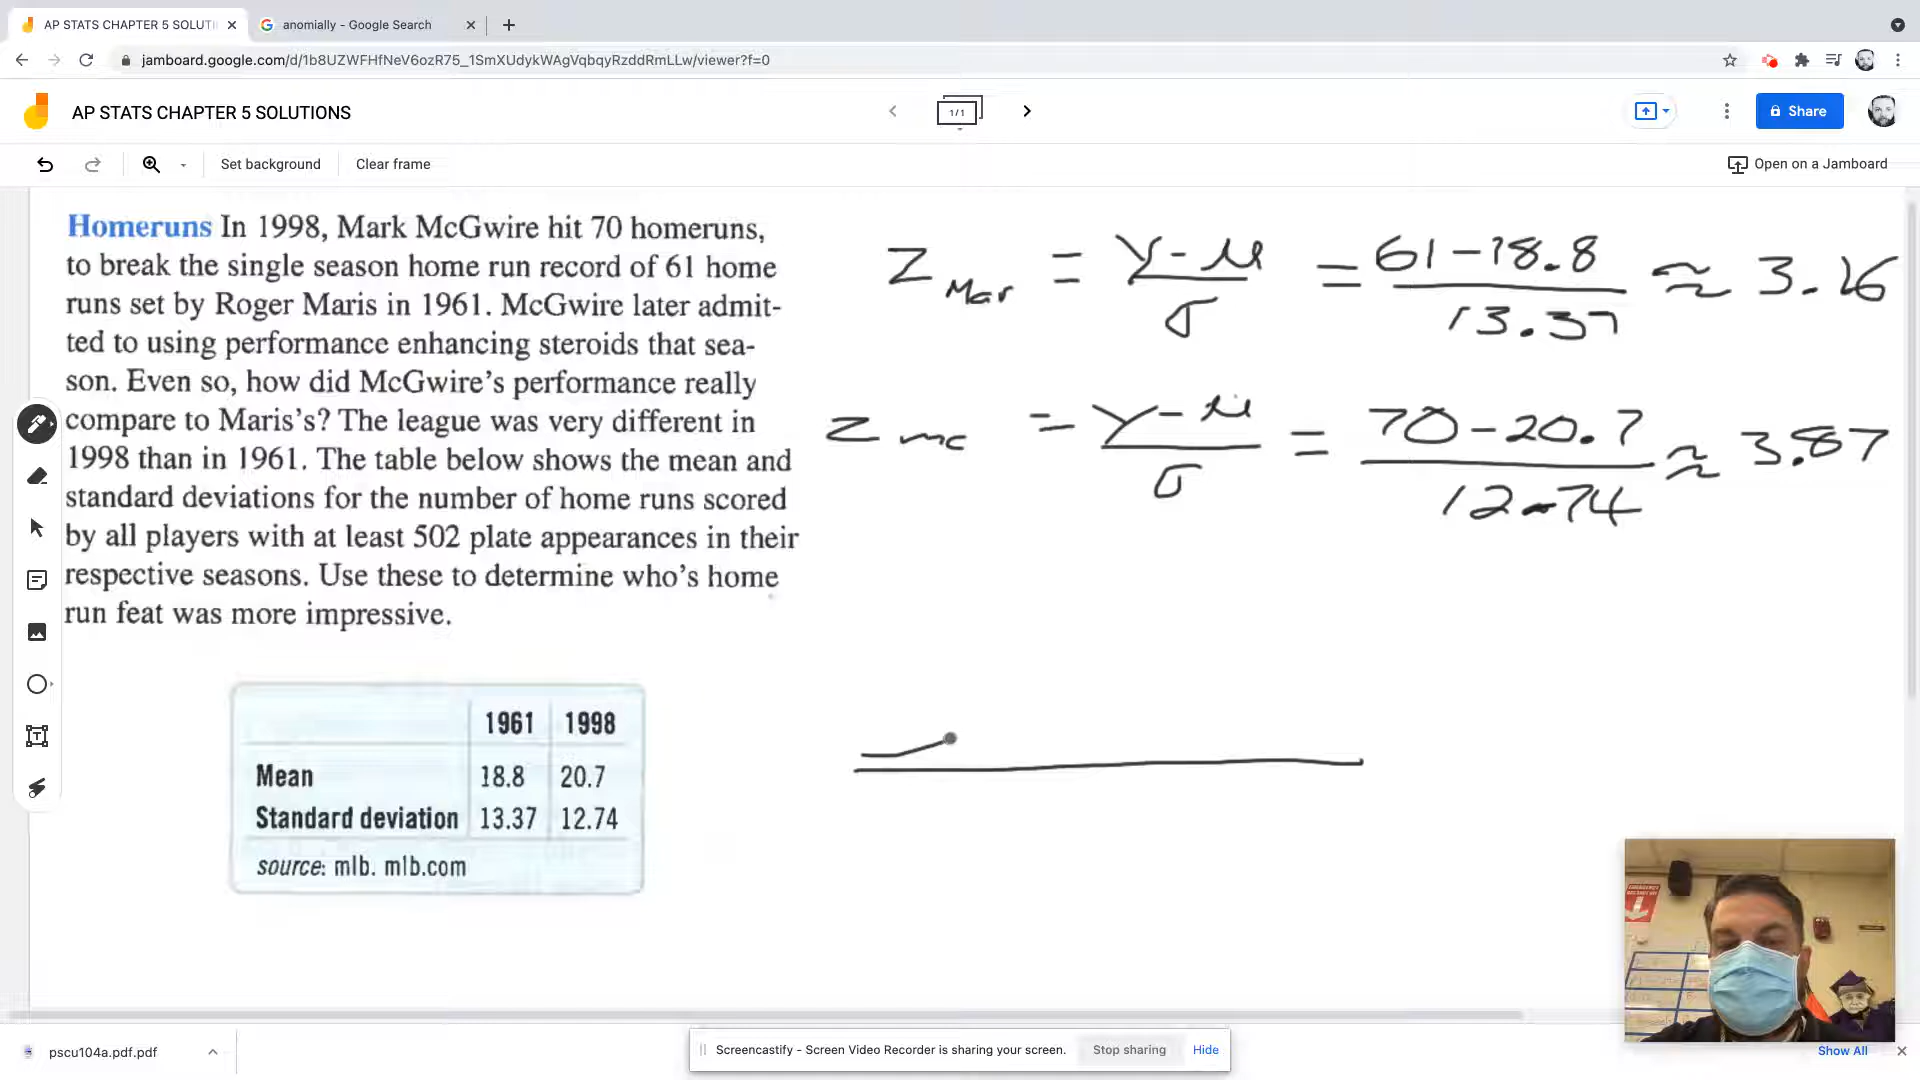 AP STATS CHAPTER 5 SOLUTI
anomially - Google Search
jamboard.google.com/d/1b8UZWFHfNeV6ozR75_1SmXUdykWAgVqbqyRzddRmLLw/viewer?f=0
AP STATS CHAPTER 5 SOLUTIONS
1/1
Share
Set background
Clear frame
Open on a Jamboard
Homeruns In 1998, Mark McGwire hit 70 homeruns,
to break the single season home run record of 61 home
runs set by Roger Maris in 1961. McGwire later admit-
ted to using performance enhancing steroids that sea-
son. Even so, how did McGwire's performance really
compare to Maris's? The league was very different in
1998 than in 1961. The table below shows the mean and
standard deviations for the number of home runs scored
by all players with at least 502 plate appearances in their
respective seasons. Use these to determine who's home
run feat was more impressive.
1961 1998
Mean 18.8 20.7
Standard deviation 13.37 12.74
source: mlb. mlb.com
Z Mar = y - μ / σ = 61 - 18.8 / 13.37 ≈ 3.16
Z mc = y - μ / σ = 70 - 20.7 / 12.74 ≈ 3.87
pscu104a.pdf.pdf
Screencastify - Screen Video Recorder is sharing your screen.
Stop sharing
Hide
Show All